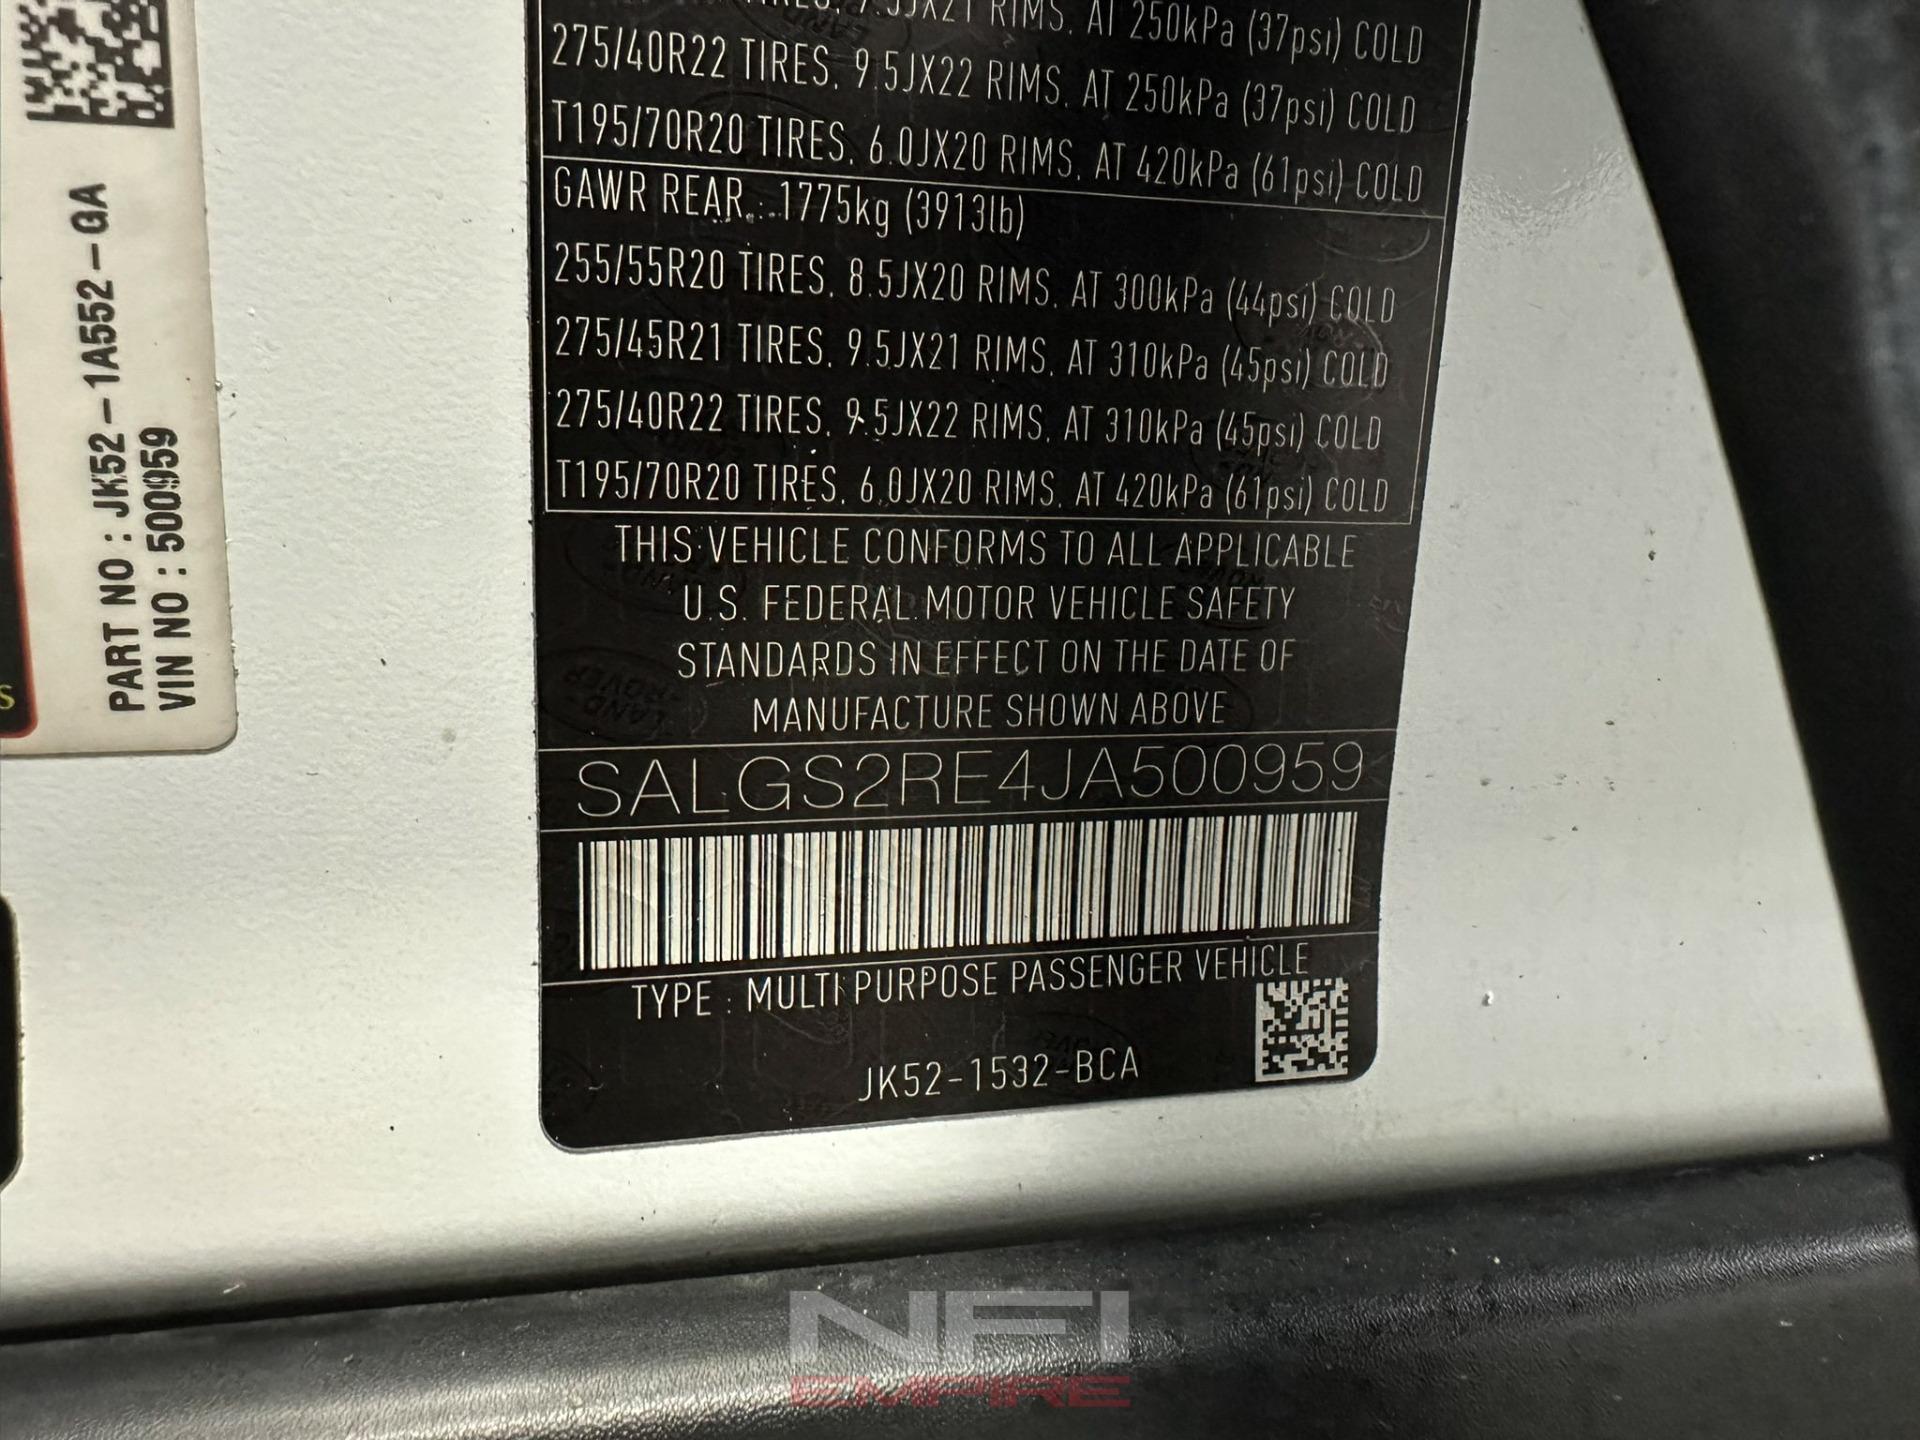 RIMS. AT 250kPa (37psi) COLD
275/40R22 TIRES. 9.5JX22 RIMS. AT 250kPa (37psi) COLD
T195/70R20 TIRES. 6.0JX20 RIMS. AT 420kPa (61psi) COLD
GAWR REAR : 1775kg (3913lb)
255/55R20 TIRES. 8.5JX20 RIMS. AT 300kPa (44psi) COLD
275/45R21 TIRES. 9.5JX21 RIMS. AT 310kPa (45psi) COLD
275/40R22 TIRES. 9.5JX22 RIMS. AT 310kPa (45psi) COLD
T195/70R20 TIRES. 6.0JX20 RIMS. AT 420kPa (61psi) COLD
THIS VEHICLE CONFORMS TO ALL APPLICABLE
U.S. FEDERAL MOTOR VEHICLE SAFETY
STANDARDS IN EFFECT ON THE DATE OF
MANUFACTURE SHOWN ABOVE
SALGS2RE4JA500959
TYPE : MULTI PURPOSE PASSENGER VEHICLE
JK52-1532-BCA
PART NO : JK52-1A552-GA
VIN NO : 500959
NFI
EMPIRE